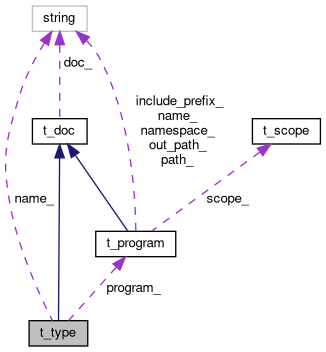 string
doc_
include_prefix_
name_
namespace_
out_path_
path_
t_doc
t_scope
name_
scope_
t_program
program_
t_type